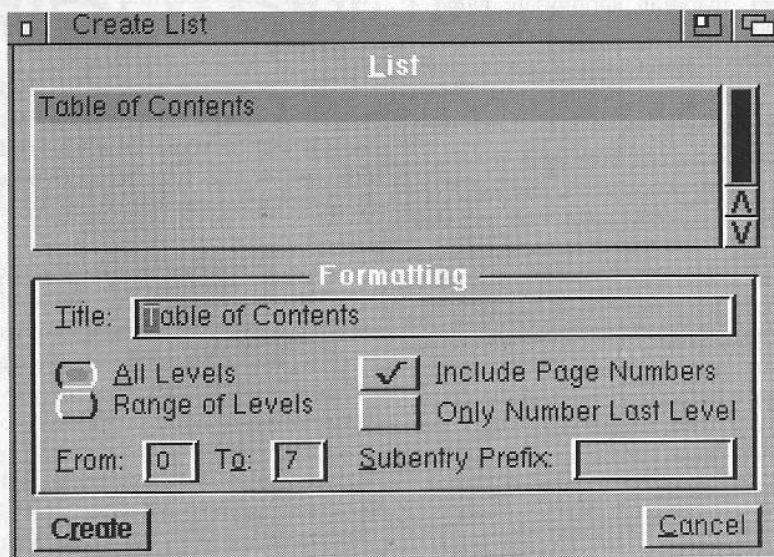 Create List
List
Table of Contents
Formatting
Title: Table of Contents
All Levels
Include Page Numbers
Range of Levels
Only Number Last Level
From: 0 To: 7 Subentry Prefix:
Create
Cancel